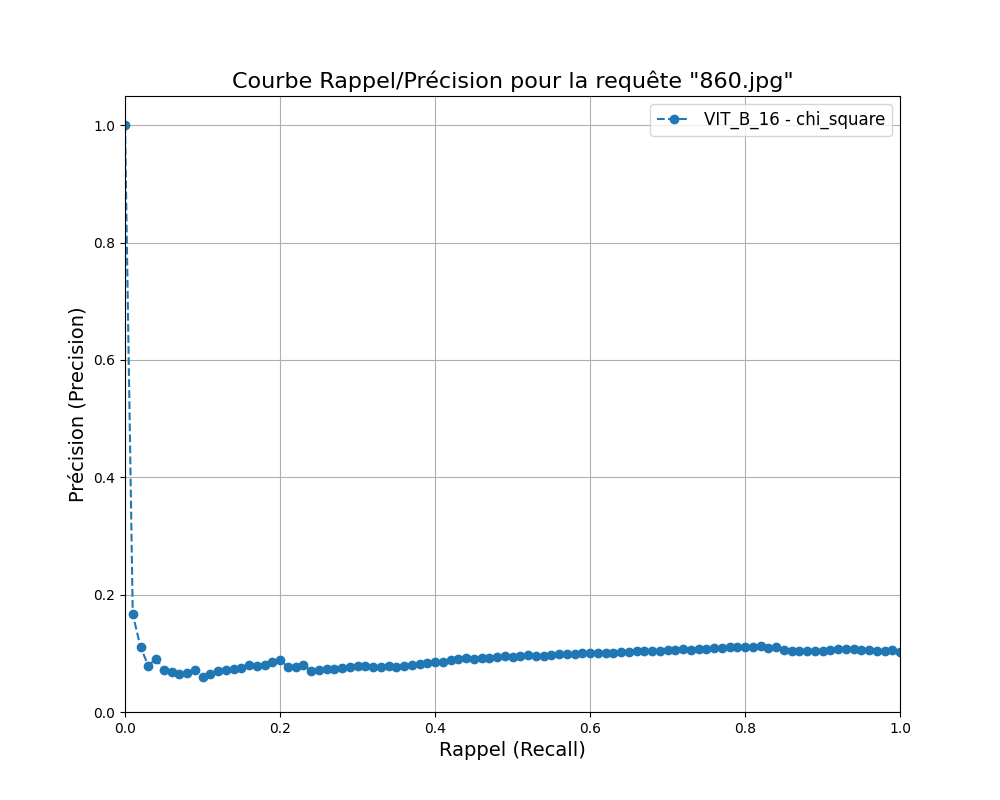 Courbe Rappel/Précision pour la requête "860.jpg"
VIT_B_16 - chi_square
1.0
0.8
0.6
0.4
0.2
0.0
Précision (Precision)
0.0 0.2 0.4 0.6 0.8 1.0
Rappel (Recall)